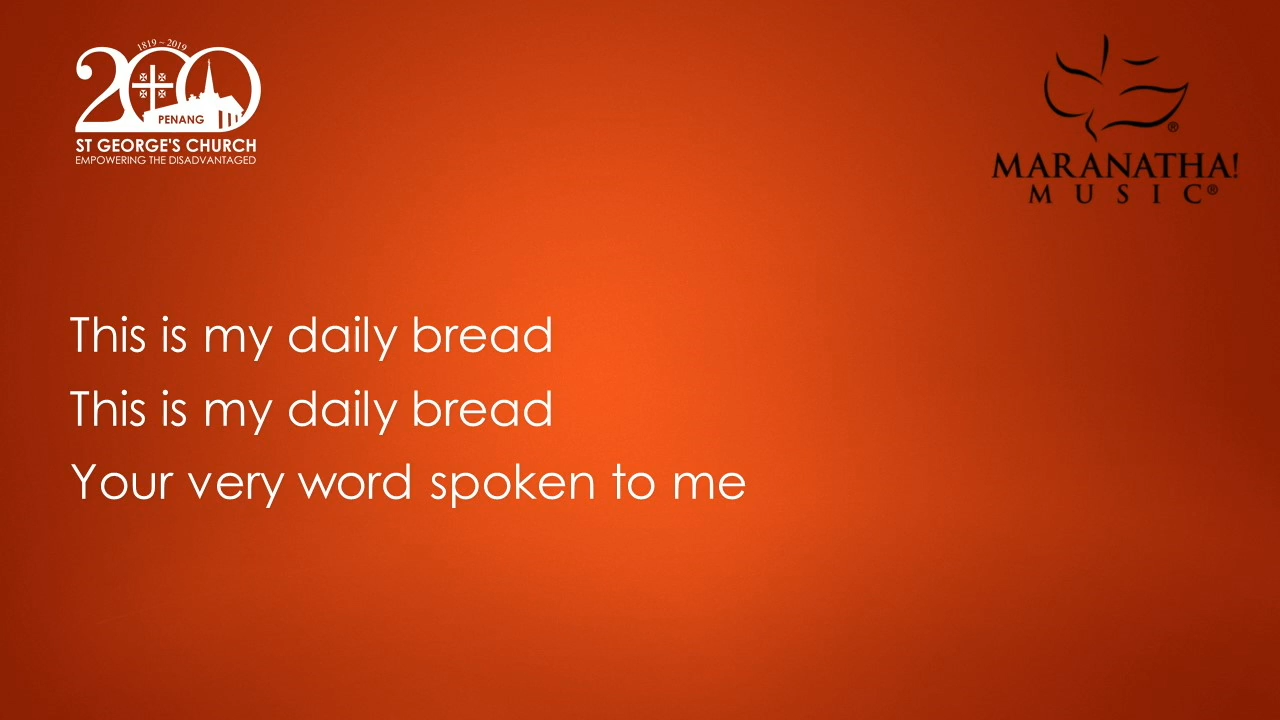 1819 ~ 2019
200
PENANG
ST GEORGE'S CHURCH
EMPOWERING THE DISADVANTAGED
MARANATHA!
MUSIC®
This is my daily bread
This is my daily bread
Your very word spoken to me